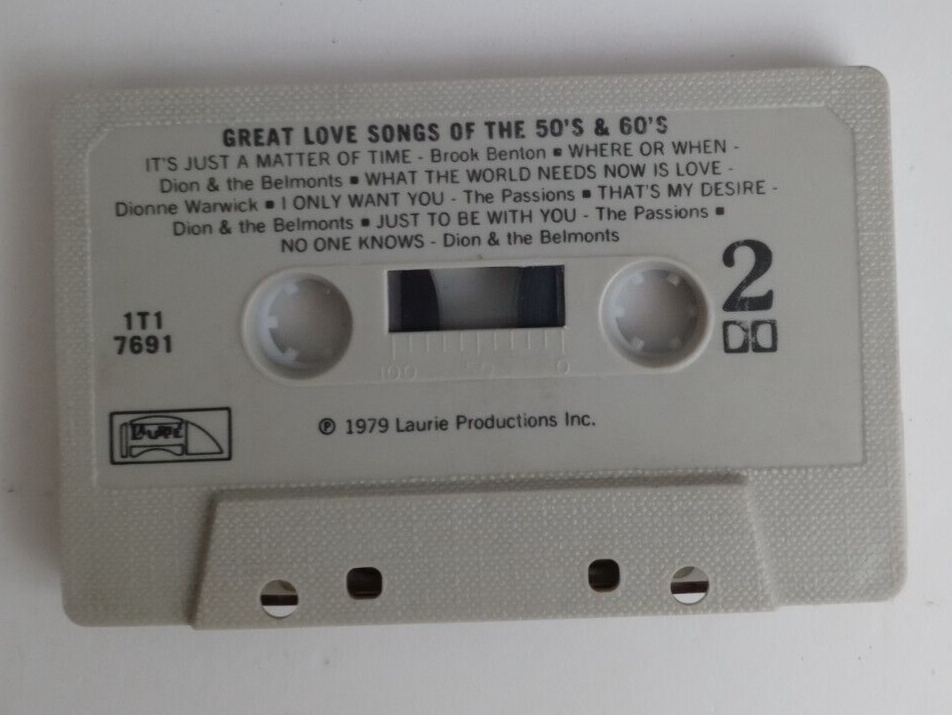 GREAT LOVE SONGS OF THE 50'S & 60'S
IT'S JUST A MATTER OF TIME - Brook Benton ■ WHERE OR WHEN -
Dion & the Belmonts ■ WHAT THE WORLD NEEDS NOW IS LOVE -
Dionne Warwick ■ I ONLY WANT YOU - The Passions ■ THAT'S MY DESIRE -
Dion & the Belmonts ■ JUST TO BE WITH YOU - The Passions ■
NO ONE KNOWS - Dion & the Belmonts
2
1T1
7691
100 50 0
LAURIE
℗ 1979 Laurie Productions Inc.